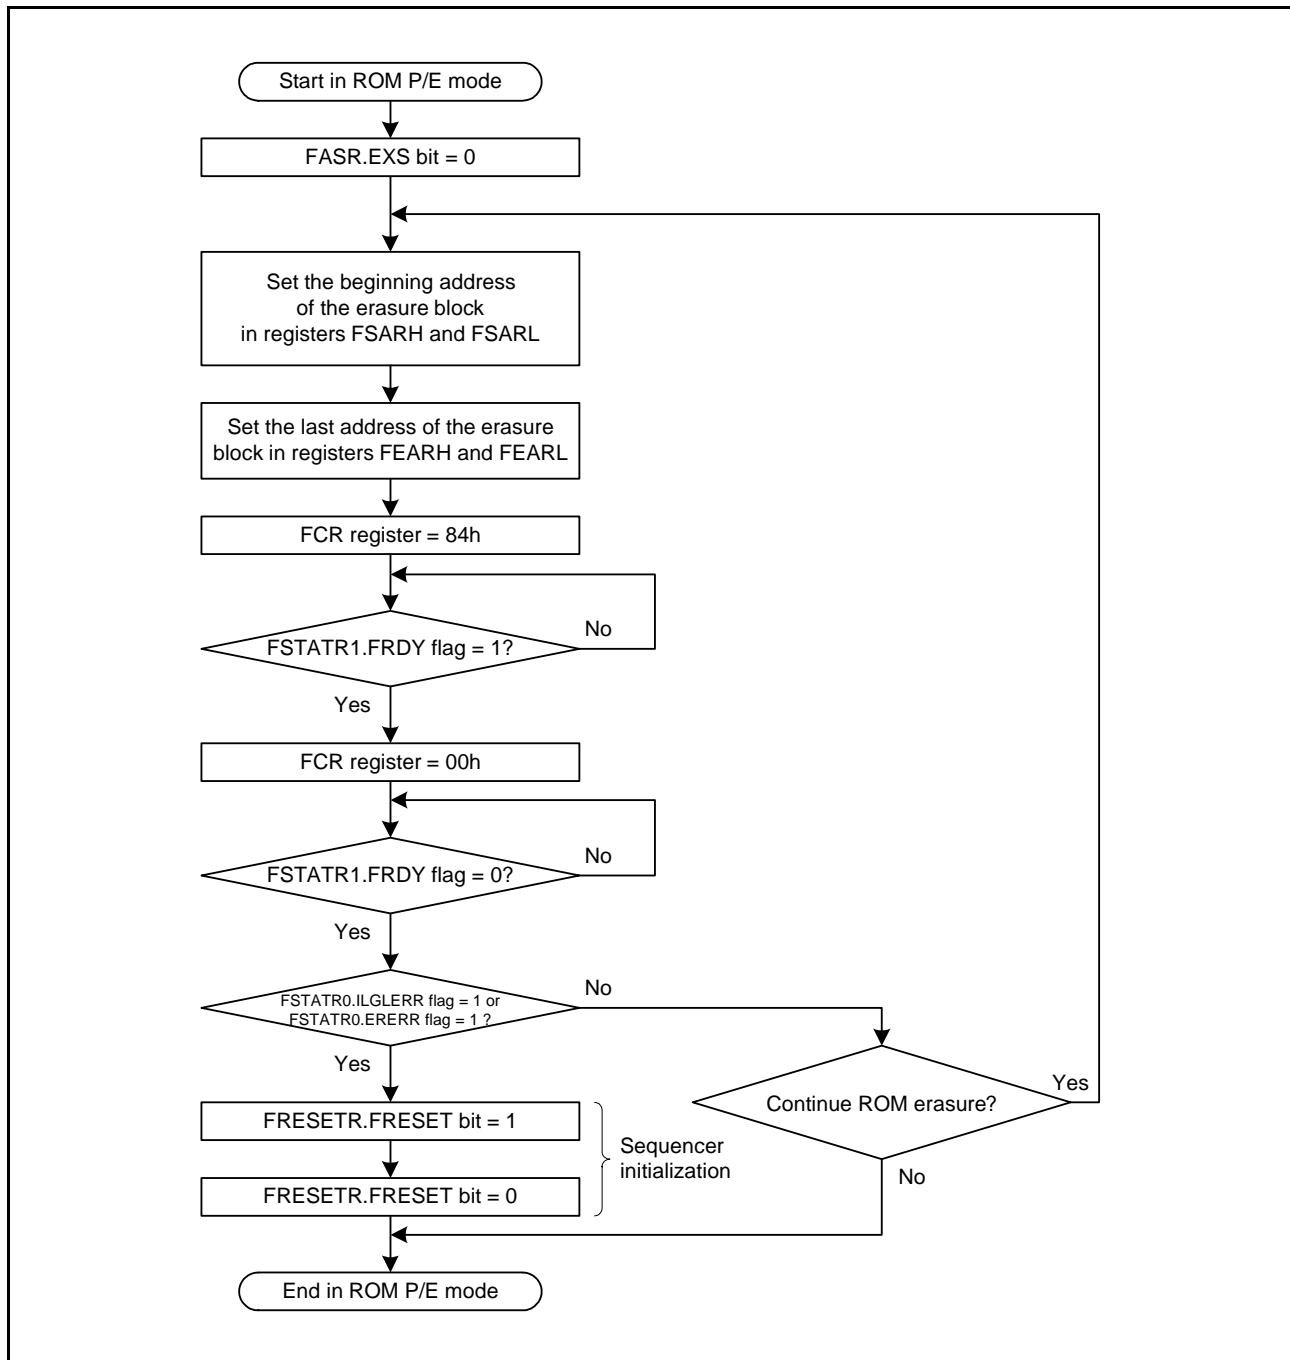 Start in ROM P/E mode
FASR.EXS bit = 0
Set the beginning address
of the erasure block
in registers FSARH and FSARL
Set the last address of the erasure
block in registers FEARH and FEARL
FCR register = 84h
FSTATR1.FRDY flag = 1?
No
Yes
FCR register = 00h
FSTATR1.FRDY flag = 0?
No
Yes
FSTATR0.ILGLERR flag = 1 or
FSTATR0.ERERR flag = 1 ?
No
Yes
Continue ROM erasure?
Yes
No
FRESETR.FRESET bit = 1
FRESETR.FRESET bit = 0
Sequencer
initialization
End in ROM P/E mode